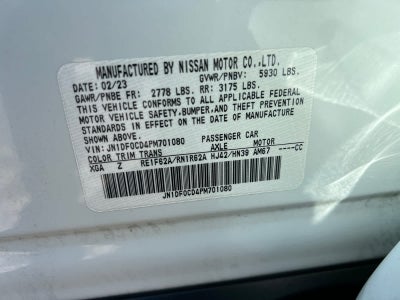 MANUFACTURED BY NISSAN MOTOR CO.,LTD.
DATE: 02/23 GVWR/PNBV: 5930 LBS.
GAWR/PNBE FR: 2778 LBS. RR: 3175 LBS.
THIS VEHICLE CONFORMS TO ALL APPLICABLE FEDERAL
MOTOR VEHICLE SAFETY,BUMPER,AND THEFT PREVENTION
STANDARDS IN EFFECT ON THE DATE OF MANUFACTURE
SHOWN ABOVE.
VIN: JN1DF0CD4PM701080 PASSENGER CAR
COLOR TRIM TRANS AXLE MOTOR
XGA Z RE1F62A/RN1R62A HJ42/HN39 AM67 ----CC
JN1DF0CD4PM701080